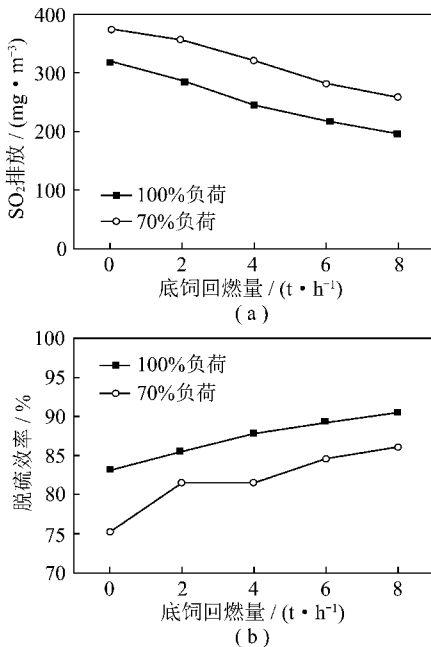 400
300
200
100
0
SO₂排放 / (mg·m⁻³)
100%负荷
70%负荷
0 2 4 6 8
底饲回燃量 / (t·h⁻¹)
( a )
100
95
90
85
80
75
70
脱硫效率 / %
100%负荷
70%负荷
0 2 4 6 8
底饲回燃量 / (t·h⁻¹)
( b )